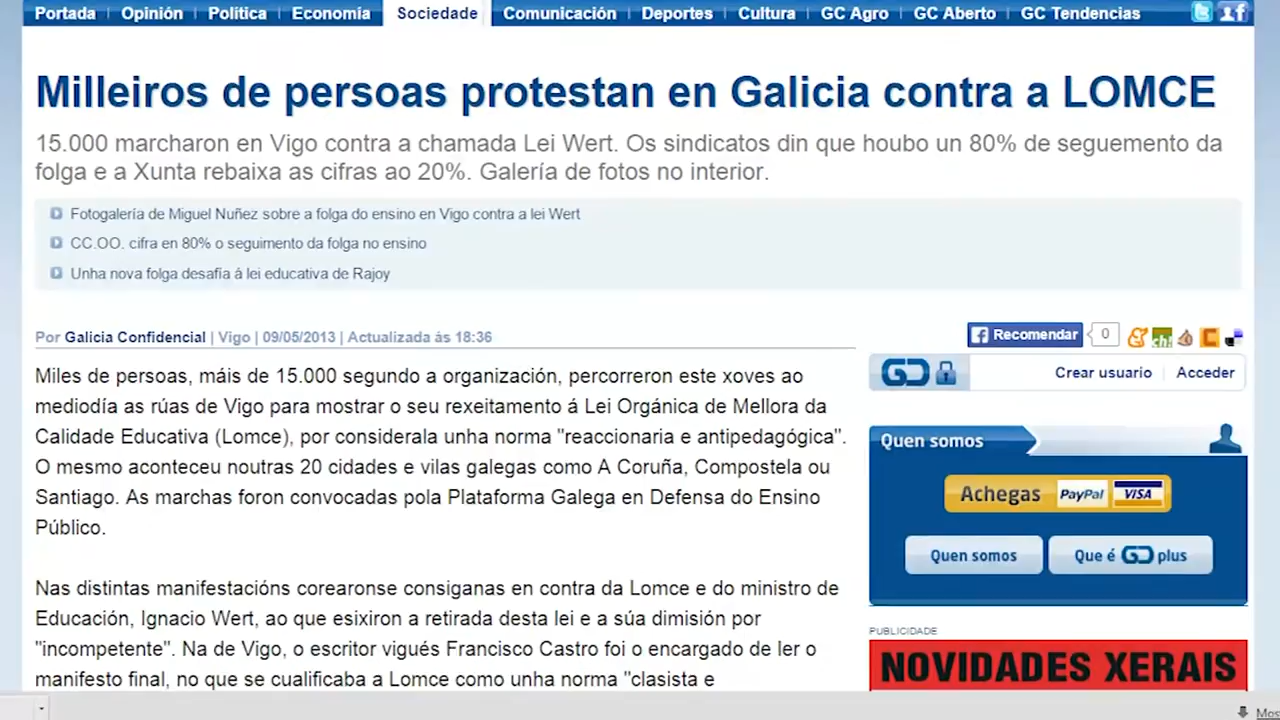 Portada Opinión Política Economía Sociedade Comunicación Deportes Cultura GC Agro GC Aberto GC Tendencias
Milleiros de persoas protestan en Galicia contra a LOMCE
15.000 marcharon en Vigo contra a chamada Lei Wert. Os sindicatos din que houbo un 80% de seguemento da
folga e a Xunta rebaixa as cifras ao 20%. Galería de fotos no interior.
Fotogalería de Miguel Nuñez sobre a folga do ensino en Vigo contra a lei Wert
CC.OO. cifra en 80% o seguimento da folga no ensino
Unha nova folga desafía á lei educativa de Rajoy
Por Galicia Confidencial | Vigo | 09/05/2013 | Actualizada ás 18:36
Recomendar 0
Miles de persoas, máis de 15.000 segundo a organización, percorreron este xoves ao
mediodía as rúas de Vigo para mostrar o seu rexeitamento á Lei Orgánica de Mellora da
Calidade Educativa (Lomce), por considerala unha norma "reaccionaria e antipedagógica".
O mesmo aconteceu noutras 20 cidades e vilas galegas como A Coruña, Compostela ou
Santiago. As marchas foron convocadas pola Plataforma Galega en Defensa do Ensino
Público.
Nas distintas manifestacións corearonse consiganas en contra da Lomce e do ministro de
Educación, Ignacio Wert, ao que esixiron a retirada desta lei e a súa dimisión por
"incompetente". Na de Vigo, o escritor vigués Francisco Castro foi o encargado de ler o
manifesto final, no que se cualificaba a Lomce como unha norma "clasista e
GC Crear usuario Acceder
Quen somos
Achegas PayPal VISA
Quen somos Que é GC plus
PUBLICIDADE
NOVIDADES XERAIS